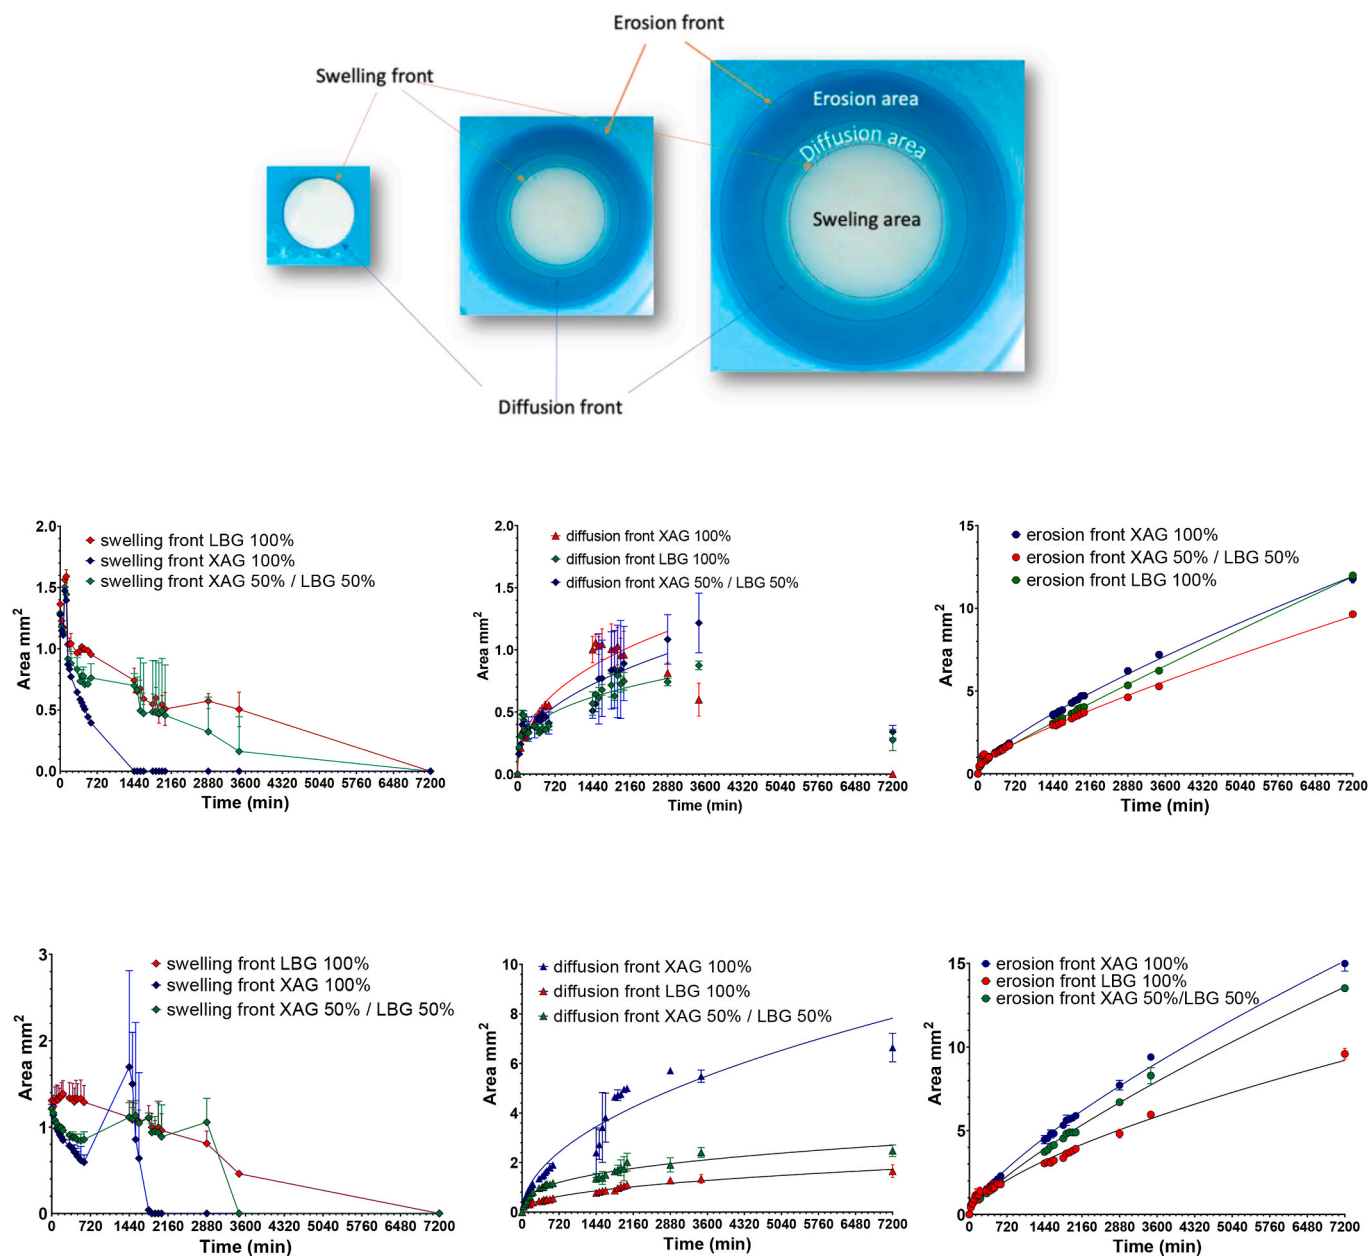 Erosion front
Swelling front
Erosion area
Diffusion area
Sweling area
Diffusion front
2.0
1.5
1.0
0.5
0.0
Area mm2
swelling front LBG 100%
swelling front XAG 100%
swelling front XAG 50% / LBG 50%
0 720 1440 2160 2880 3600 4320 5040 5760 6480 7200
Time (min)
2.0
1.5
1.0
0.5
0.0
Area mm2
diffusion front XAG 100%
diffusion front LBG 100%
diffusion front XAG 50% / LBG 50%
0 720 1440 2160 2880 3600 4320 5040 5760 6480 7200
Time (min)
15
10
5
0
Area mm2
erosion front XAG 100%
erosion front XAG 50% / LBG 50%
erosion front LBG 100%
0 720 1440 2160 2880 3600 4320 5040 5760 6480 7200
Time (min)
3
2
1
0
Area mm2
swelling front LBG 100%
swelling front XAG 100%
swelling front XAG 50% / LBG 50%
0 720 1440 2160 2880 3600 4320 5040 5760 6480 7200
Time (min)
10
8
6
4
2
0
Area mm2
diffusion front XAG 100%
diffusion front LBG 100%
diffusion front XAG 50% / LBG 50%
0 720 1440 2160 2880 3600 4320 5040 5760 6480 7200
Time (min)
15
10
5
0
Area mm2
erosion front XAG 100%
erosion front LBG 100%
erosion front XAG 50%/LBG 50%
0 720 1440 2160 2880 3600 4320 5040 5760 6480 7200
Time (min)